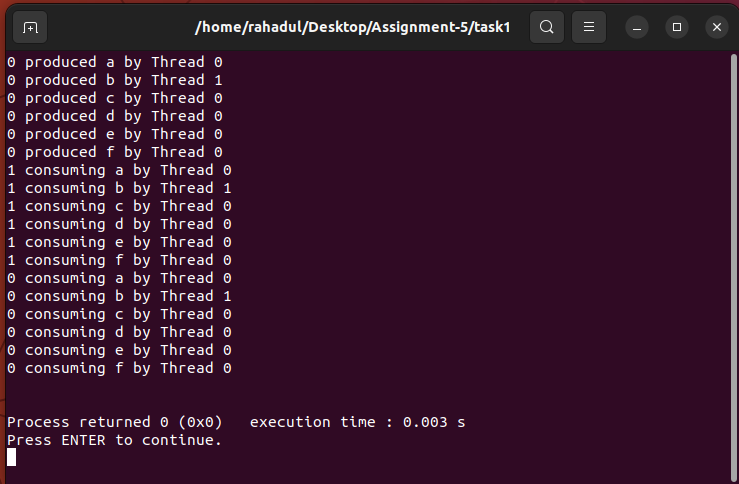 /home/rahadul/Desktop/Assignment-5/task1
0 produced a by Thread 0
0 produced b by Thread 1
0 produced c by Thread 0
0 produced d by Thread 0
0 produced e by Thread 0
0 produced f by Thread 0
1 consuming a by Thread 0
1 consuming b by Thread 1
1 consuming c by Thread 0
1 consuming d by Thread 0
1 consuming e by Thread 0
1 consuming f by Thread 0
0 consuming a by Thread 0
0 consuming b by Thread 1
0 consuming c by Thread 0
0 consuming d by Thread 0
0 consuming e by Thread 0
0 consuming f by Thread 0
Process returned 0 (0x0)   execution time : 0.003 s
Press ENTER to continue.